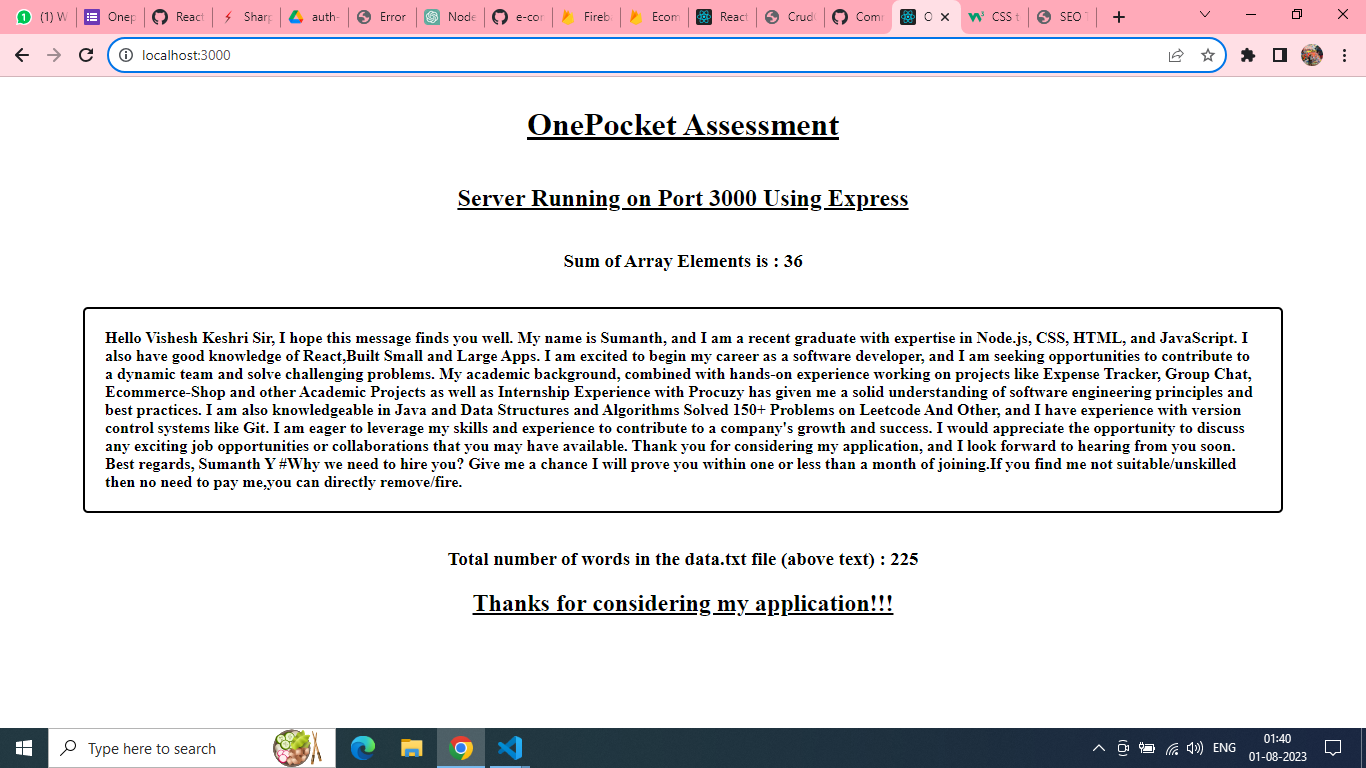 (1) W
Onep
React
Sharp
auth-
Error
Node
e-cor
Fireb
Ecom
React
Crud
Com
O
CSS t
SEO T
localhost:3000
OnePocket Assessment
Server Running on Port 3000 Using Express
Sum of Array Elements is : 36
Hello Vishesh Keshri Sir, I hope this message finds you well. My name is Sumanth, and I am a recent graduate with expertise in Node.js, CSS, HTML, and JavaScript. I
also have good knowledge of React,Built Small and Large Apps. I am excited to begin my career as a software developer, and I am seeking opportunities to contribute to
a dynamic team and solve challenging problems. My academic background, combined with hands-on experience working on projects like Expense Tracker, Group Chat,
Ecommerce-Shop and other Academic Projects as well as Internship Experience with Procuzy has given me a solid understanding of software engineering principles and
best practices. I am also knowledgeable in Java and Data Structures and Algorithms Solved 150+ Problems on Leetcode And Other, and I have experience with version
control systems like Git. I am eager to leverage my skills and experience to contribute to a company's growth and success. I would appreciate the opportunity to discuss
any exciting job opportunities or collaborations that you may have available. Thank you for considering my application, and I look forward to hearing from you soon.
Best regards, Sumanth Y #Why we need to hire you? Give me a chance I will prove you within one or less than a month of joining.If you find me not suitable/unskilled
then no need to pay me,you can directly remove/fire.
Total number of words in the data.txt file (above text) : 225
Thanks for considering my application!!!
Type here to search
ENG
01:40
01-08-2023